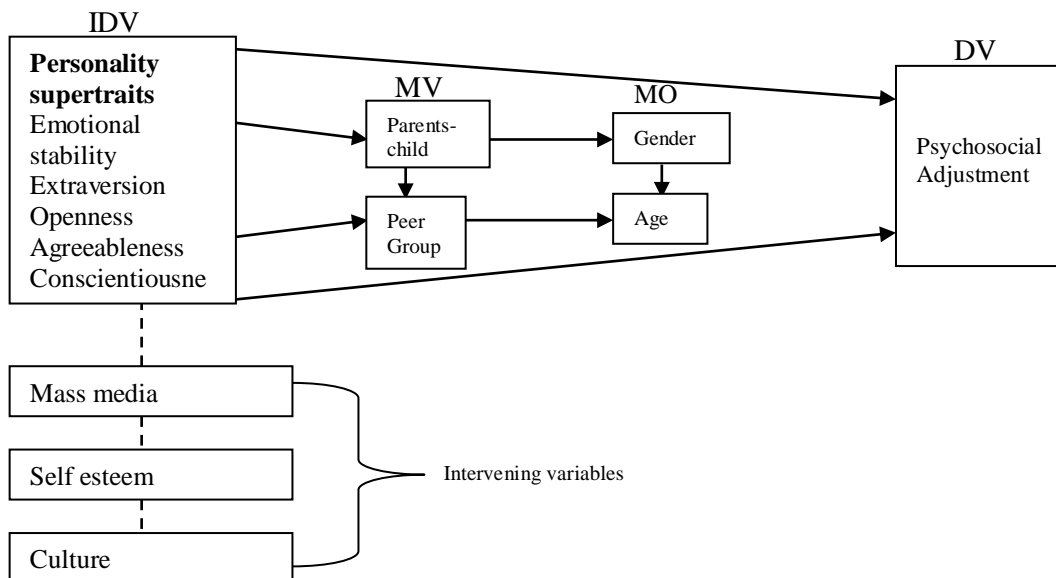 IDV
Personality
supertraits
Emotional
stability
Extraversion
Openness
Agreeableness
Conscientiousne
MV
Parents-
child
Peer
Group
MO
Gender
Age
DV
Psychosocial
Adjustment
Mass media
Self esteem
Culture
Intervening variables